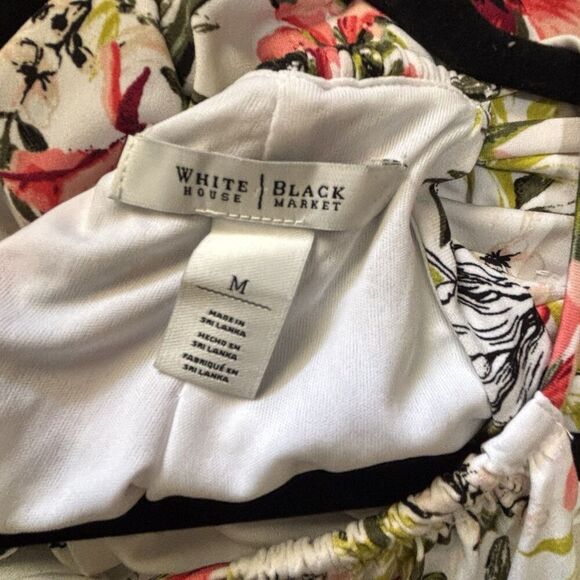 WHITE | BLACK
HOUSE | MARKET
M
MADE IN
SRI LANKA
HECHO EN
SRI LANKA
FABRIQUÉ EN
SRI LANKA